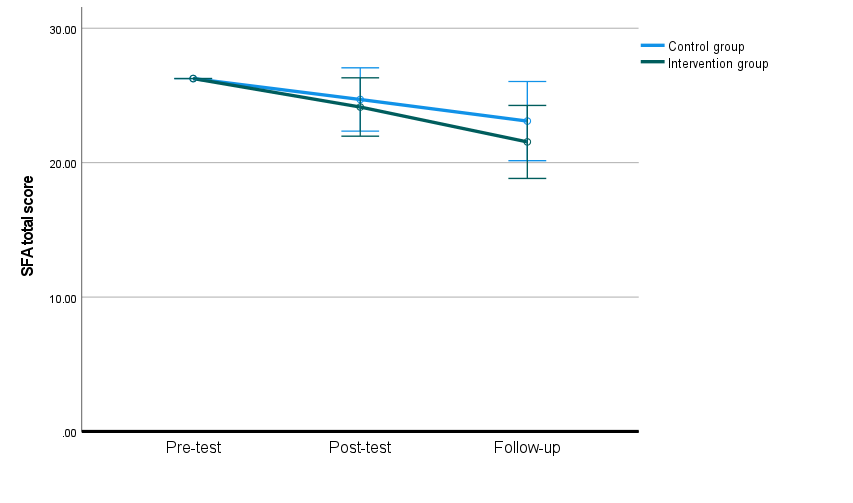 30.00
20.00
10.00
.00
SFA total score
Pre-test
Post-test
Follow-up
Control group
Intervention group